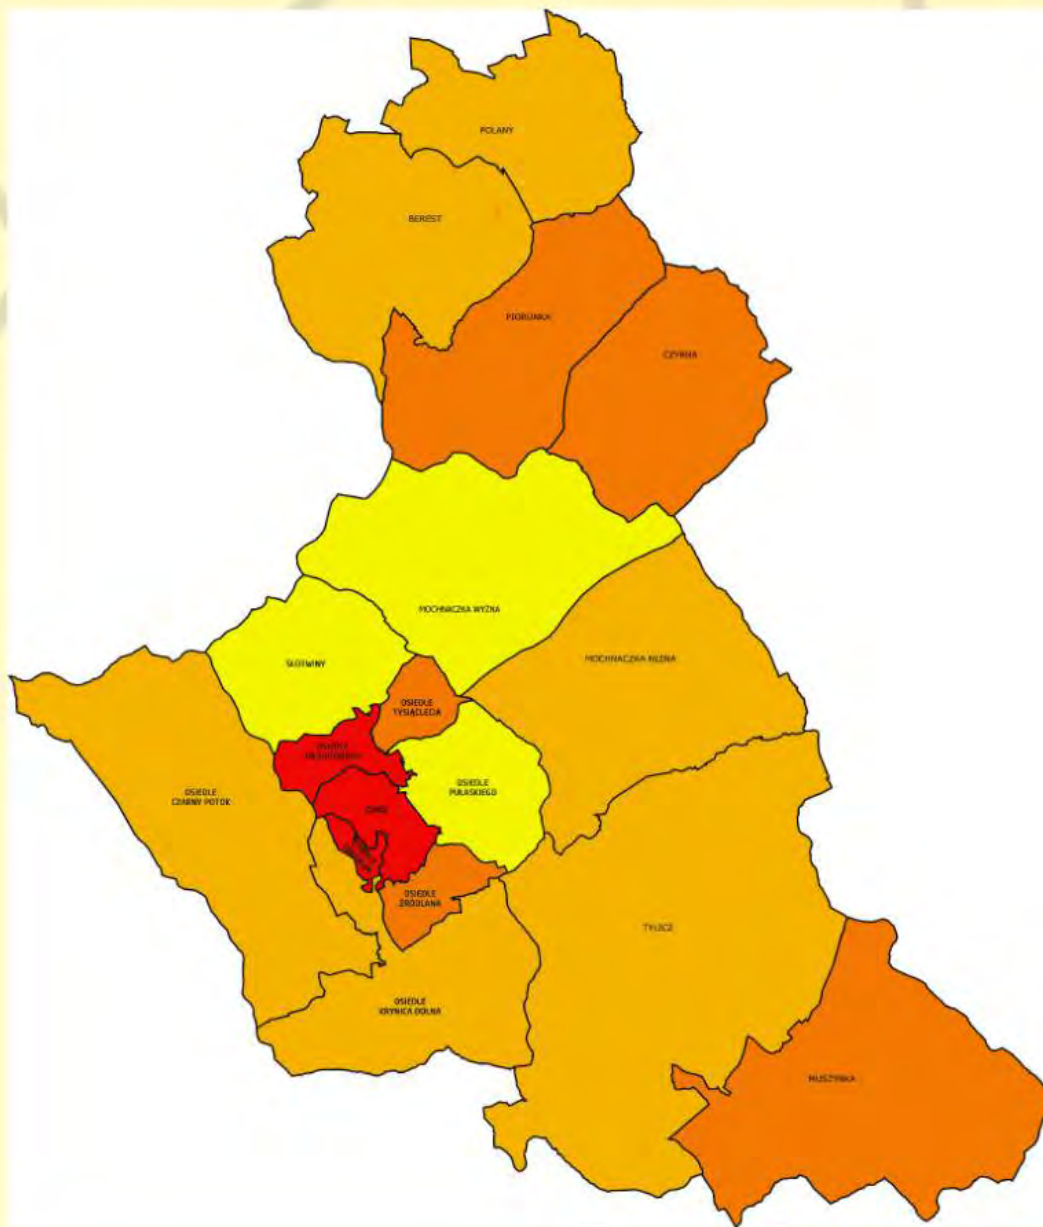 POLANY
BEREST
PIORUNKA
CZYRNA
MOCHNACZKA WYŻNA
MOCHNACZKA NIŻNA
SŁOTWINY
OSIEDLE
TYSIĄCLECIA
OSIEDLE
OSIEDLE
PUŁASKIEGO
OSIEDLE
CZARNY POTOK
OSIEDLE
ŹRÓDLANA
TYLICZ
OSIEDLE
KRYNICA DOLNA
MUSZYNKA